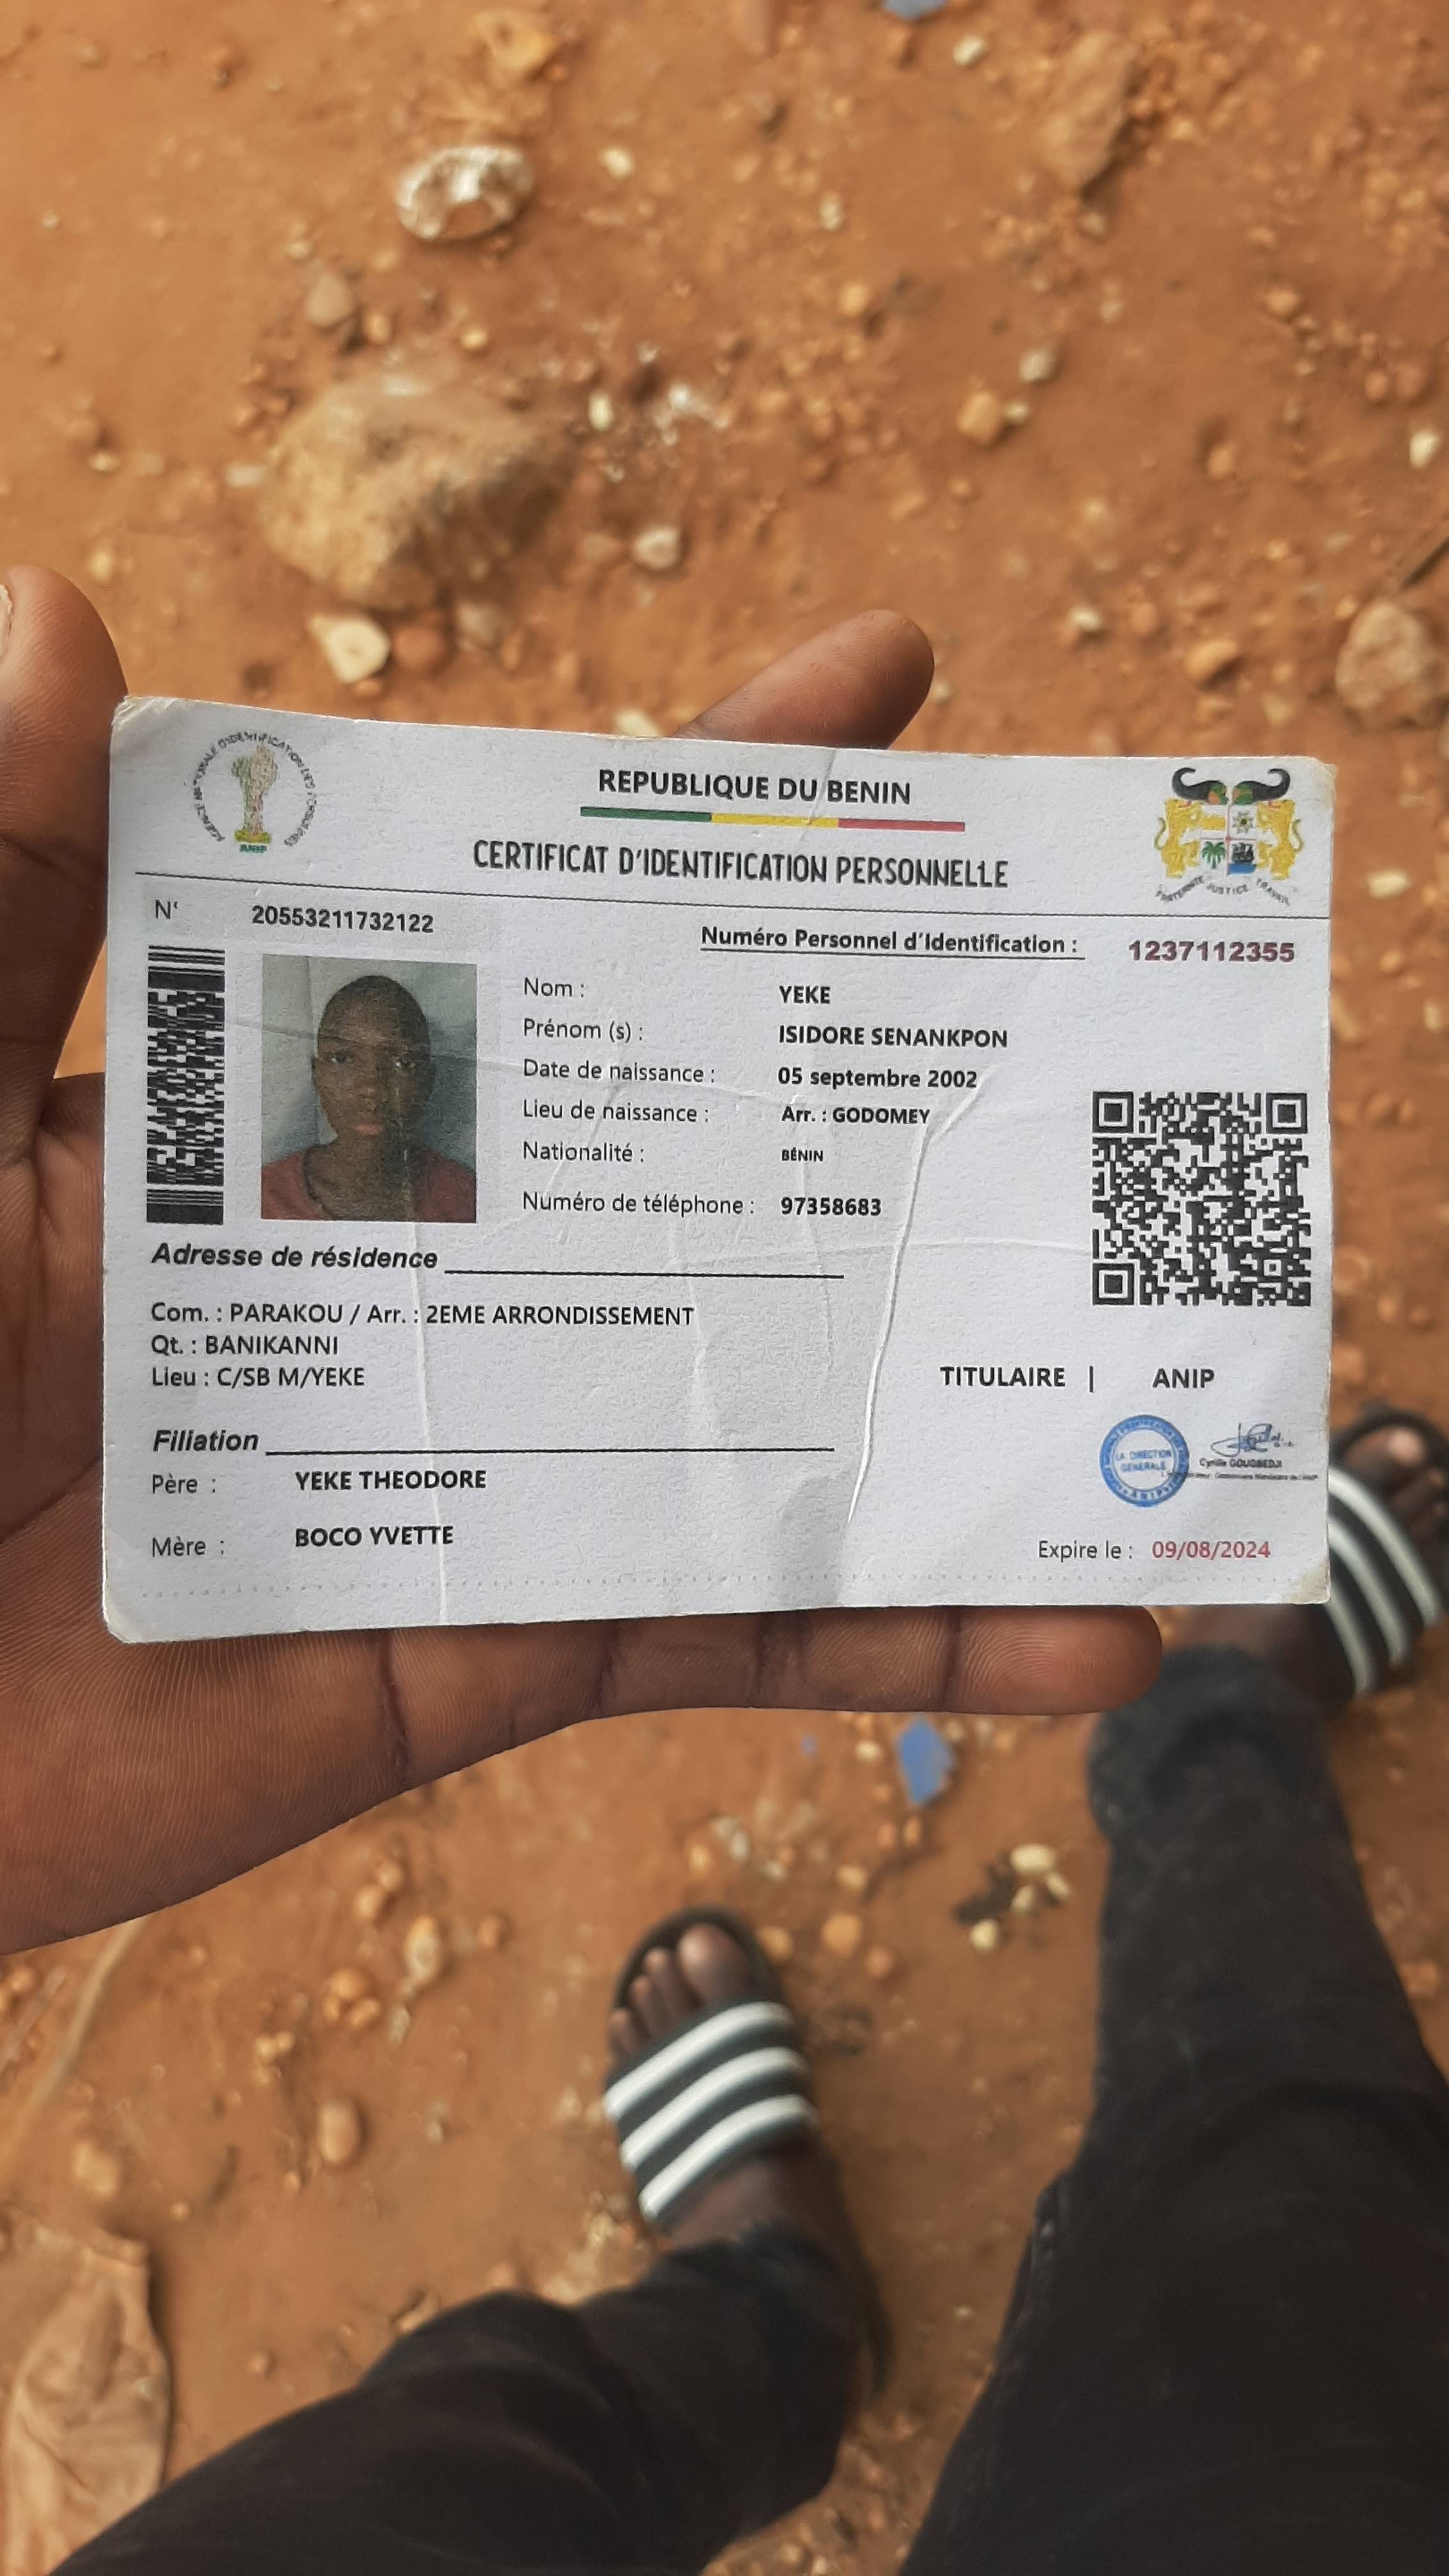 AGENCE NATIONALE D'IDENTIFICATION DES PERSONNES
ANIP
REPUBLIQUE DU BENIN
CERTIFICAT D'IDENTIFICATION PERSONNELLE
FRATERNITE JUSTICE TRAVAIL
N° 20553211732122
Numéro Personnel d'Identification : 1237112355
Nom : YEKE
Prénom (s) : ISIDORE SENANKPON
Date de naissance : 05 septembre 2002
Lieu de naissance : Arr. : GODOMEY
Nationalité : BÉNIN
Numéro de téléphone : 97358683
Adresse de résidence
Com. : PARAKOU / Arr. : 2EME ARRONDISSEMENT
Qt. : BANIKANNI
Lieu : C/SB M/YEKE
TITULAIRE | ANIP
LA DIRECTION
GENERALE
Cyrille GOUGBEDJI
Filiation
Père : YEKE THEODORE
Mère : BOCO YVETTE
Expire le : 09/08/2024